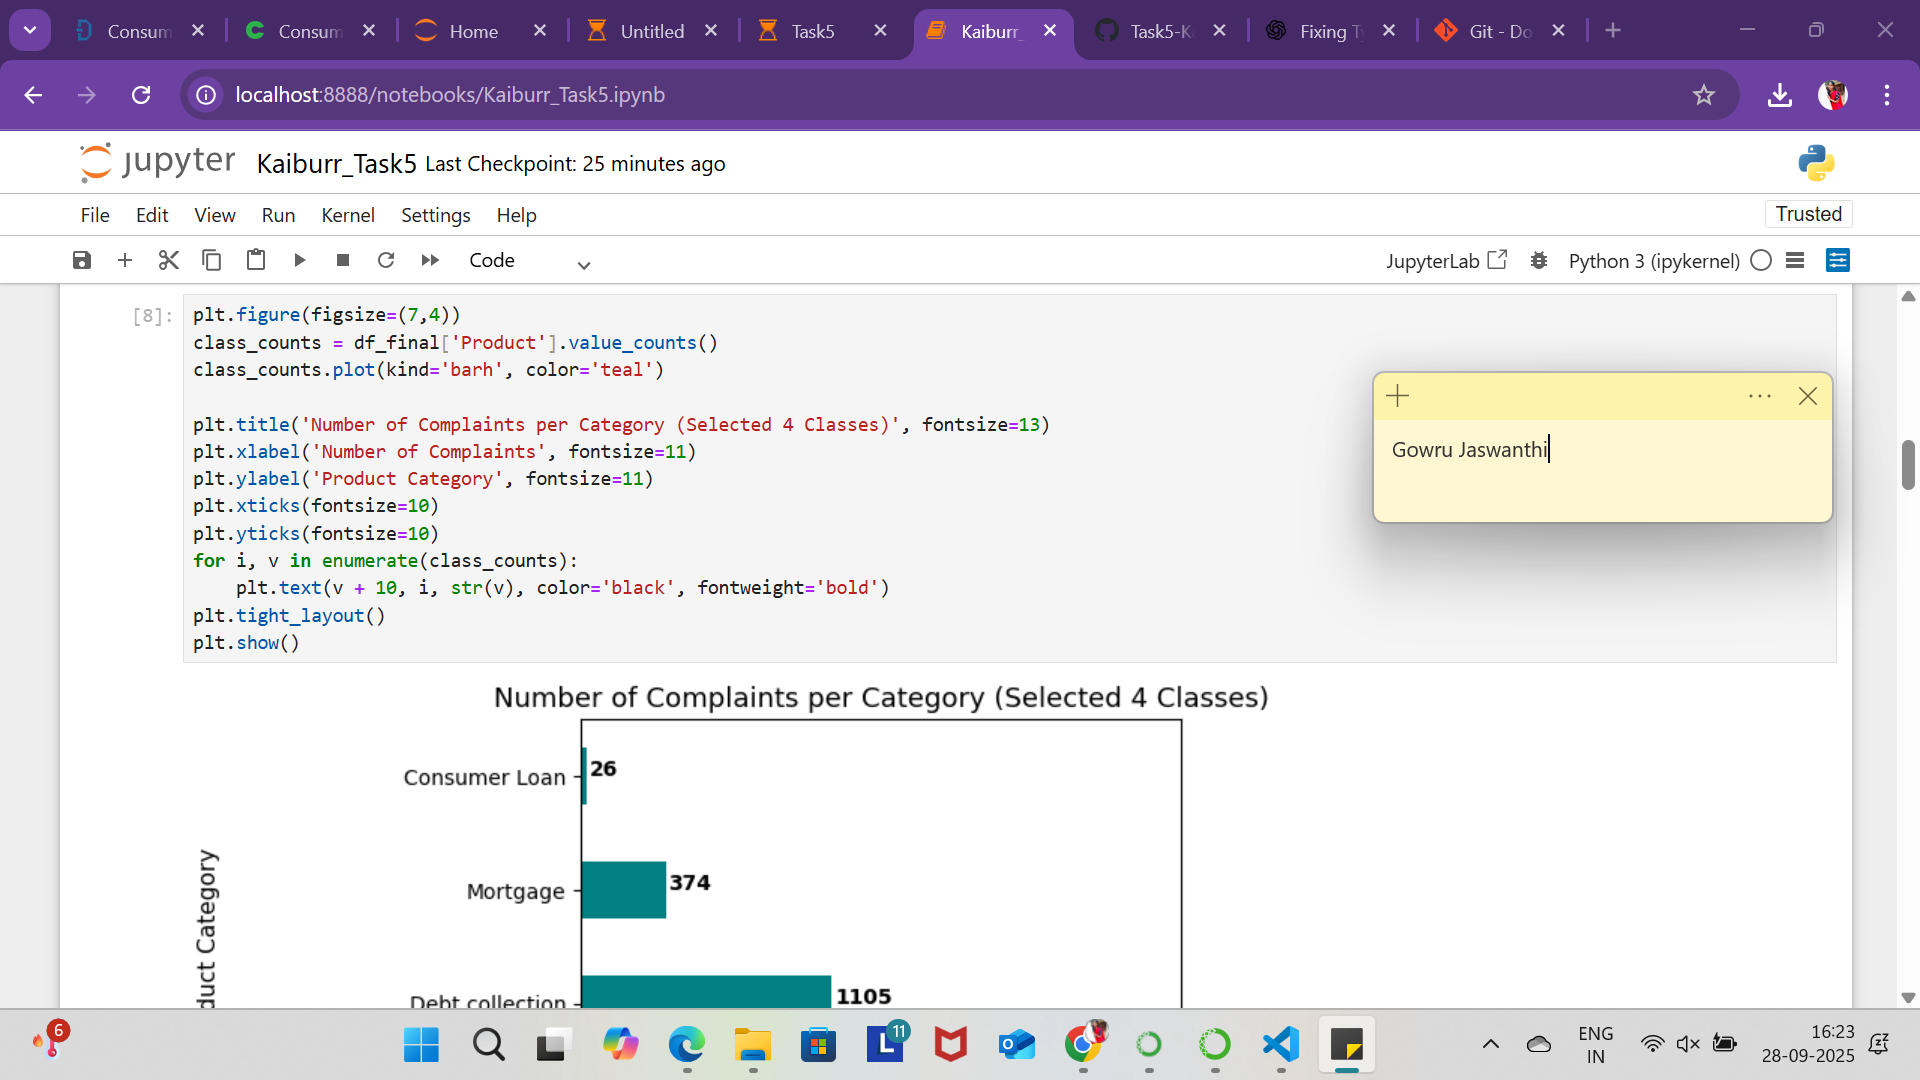 Consum
Consum
Home
Untitled
Task5
Kaiburr_
Task5-Ka
Fixing Ty
Git - Do
localhost:8888/notebooks/Kaiburr_Task5.ipynb
jupyter Kaiburr_Task5 Last Checkpoint: 25 minutes ago
File Edit View Run Kernel Settings Help
Trusted
Code
JupyterLab
Python 3 (ipykernel)
[8]:
plt.figure(figsize=(7,4))
class_counts = df_final['Product'].value_counts()
class_counts.plot(kind='barh', color='teal')
plt.title('Number of Complaints per Category (Selected 4 Classes)', fontsize=13)
plt.xlabel('Number of Complaints', fontsize=11)
plt.ylabel('Product Category', fontsize=11)
plt.xticks(fontsize=10)
plt.yticks(fontsize=10)
for i, v in enumerate(class_counts):
    plt.text(v + 10, i, str(v), color='black', fontweight='bold')
plt.tight_layout()
plt.show()
Gowru Jaswanthi
Number of Complaints per Category (Selected 4 Classes)
Consumer Loan
26
Mortgage
374
Debt collection
1105
duct Category
6
L
11
ENG
IN
16:23
28-09-2025